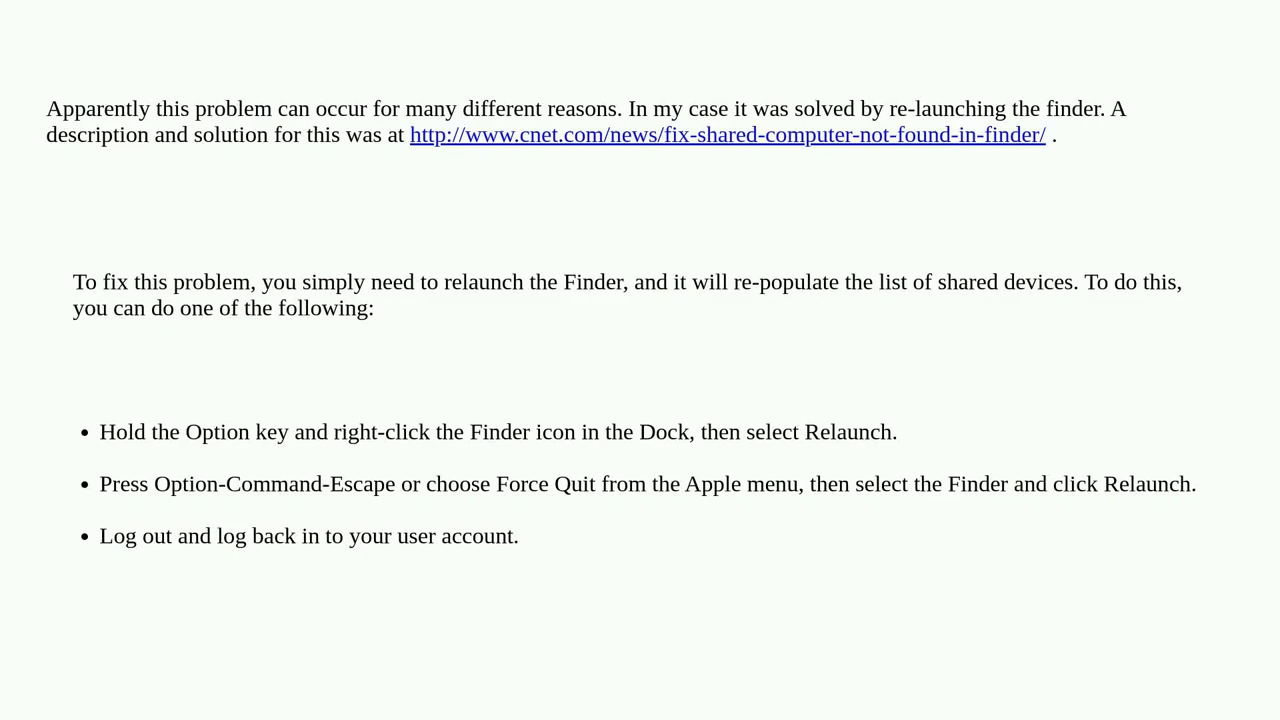 Apparently this problem can occur for many different reasons. In my case it was solved by re-launching the finder. A
description and solution for this was at http://www.cnet.com/news/fix-shared-computer-not-found-in-finder/ .
To fix this problem, you simply need to relaunch the Finder, and it will re-populate the list of shared devices. To do this,
you can do one of the following:
• Hold the Option key and right-click the Finder icon in the Dock, then select Relaunch.
• Press Option-Command-Escape or choose Force Quit from the Apple menu, then select the Finder and click Relaunch.
• Log out and log back in to your user account.